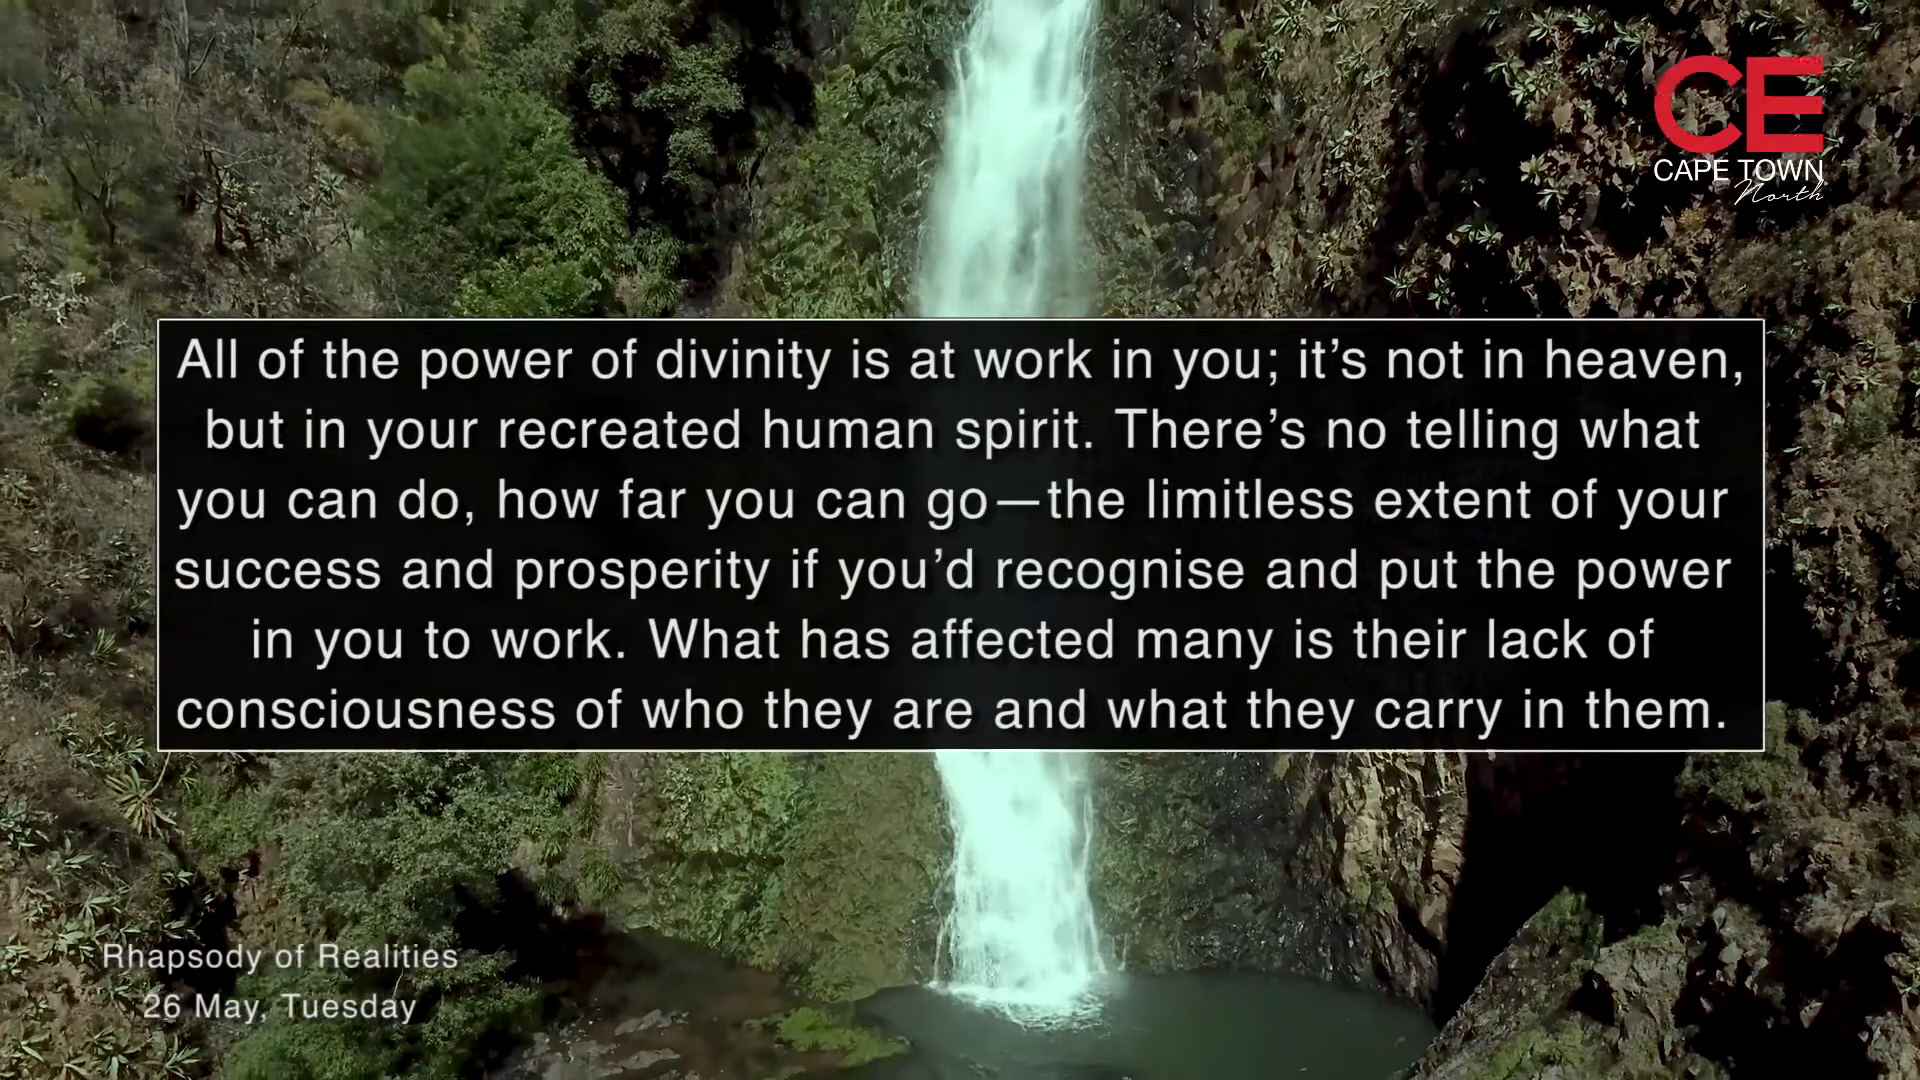 CE
CAPE TOWN
North
All of the power of divinity is at work in you; it’s not in heaven,
but in your recreated human spirit. There’s no telling what
you can do, how far you can go—the limitless extent of your
success and prosperity if you’d recognise and put the power
in you to work. What has affected many is their lack of
consciousness of who they are and what they carry in them.
Rhapsody of Realities
26 May, Tuesday